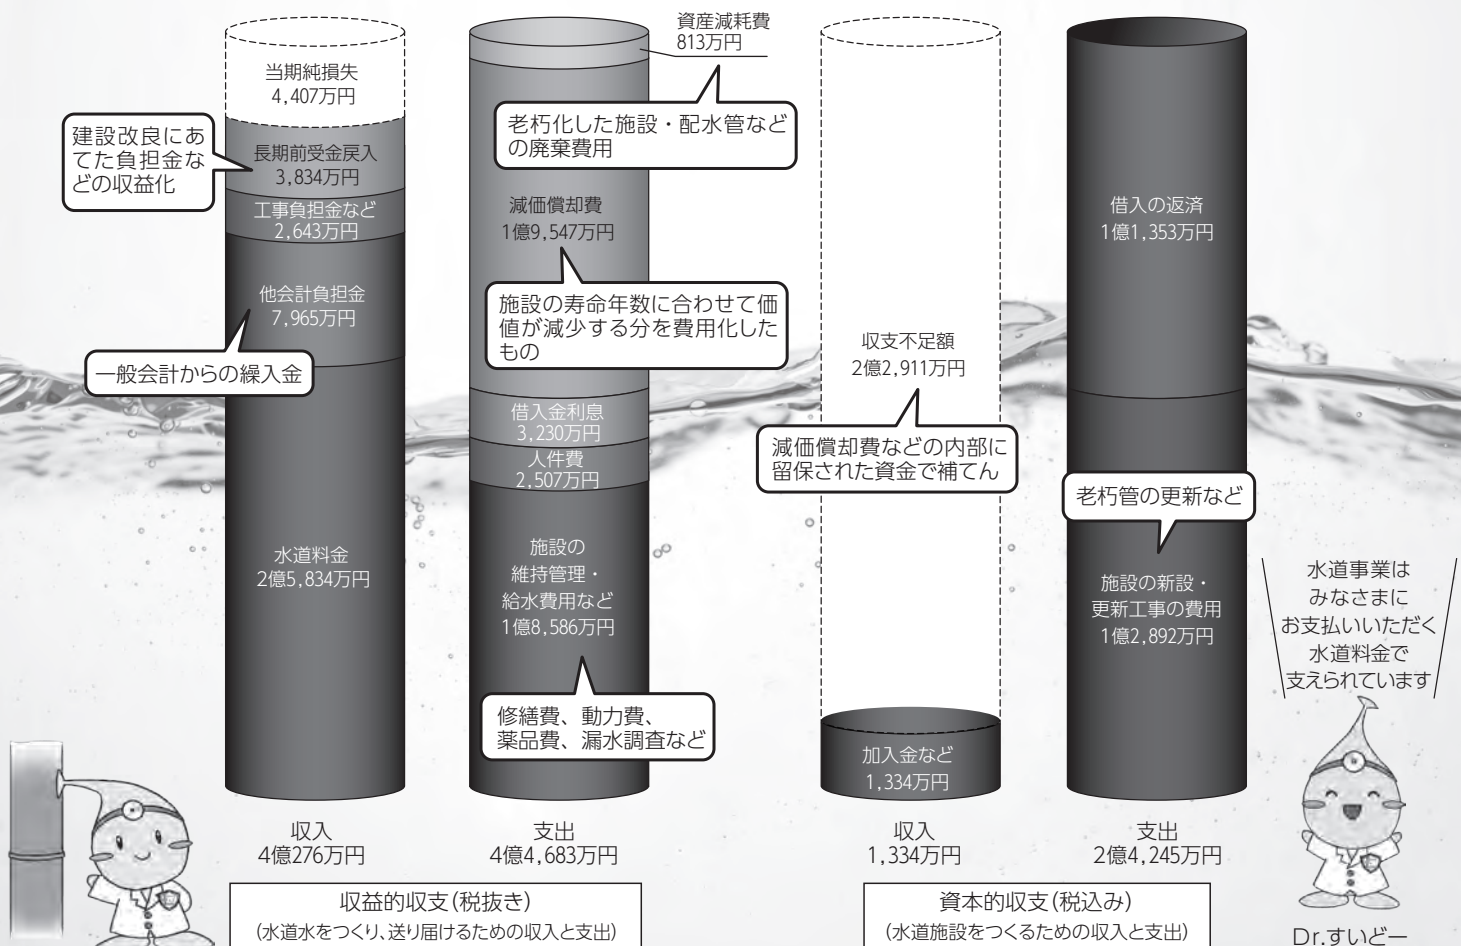 当期純損失
4,407万円
建設改良にあ
てた負担金な
どの収益化
長期前受金戻入
3,834万円
工事負担金など
2,643万円
他会計負担金
7,965万円
一般会計からの繰入金
水道料金
2億5,834万円
収入
4億276万円
資産減耗費
813万円
老朽化した施設・配水管など
の廃棄費用
減価償却費
1億9,547万円
施設の寿命年数に合わせて価
値が減少する分を費用化した
もの
借入金利息
3,230万円
人件費
2,507万円
施設の
維持管理・
給水費用など
1億8,586万円
修繕費、動力費、
薬品費、漏水調査など
支出
4億4,683万円
収益的収支(税抜き)
(水道水をつくり、送り届けるための収入と支出)
収支不足額
2億2,911万円
減価償却費などの内部に
留保された資金で補てん
加入金など
1,334万円
収入
1,334万円
借入の返済
1億1,353万円
老朽管の更新など
施設の新設・
更新工事の費用
1億2,892万円
支出
2億4,245万円
資本的収支(税込み)
(水道施設をつくるための収入と支出)
水道事業は
みなさまに
お支払いいただく
水道料金で
支えられています
Dr.すいどー